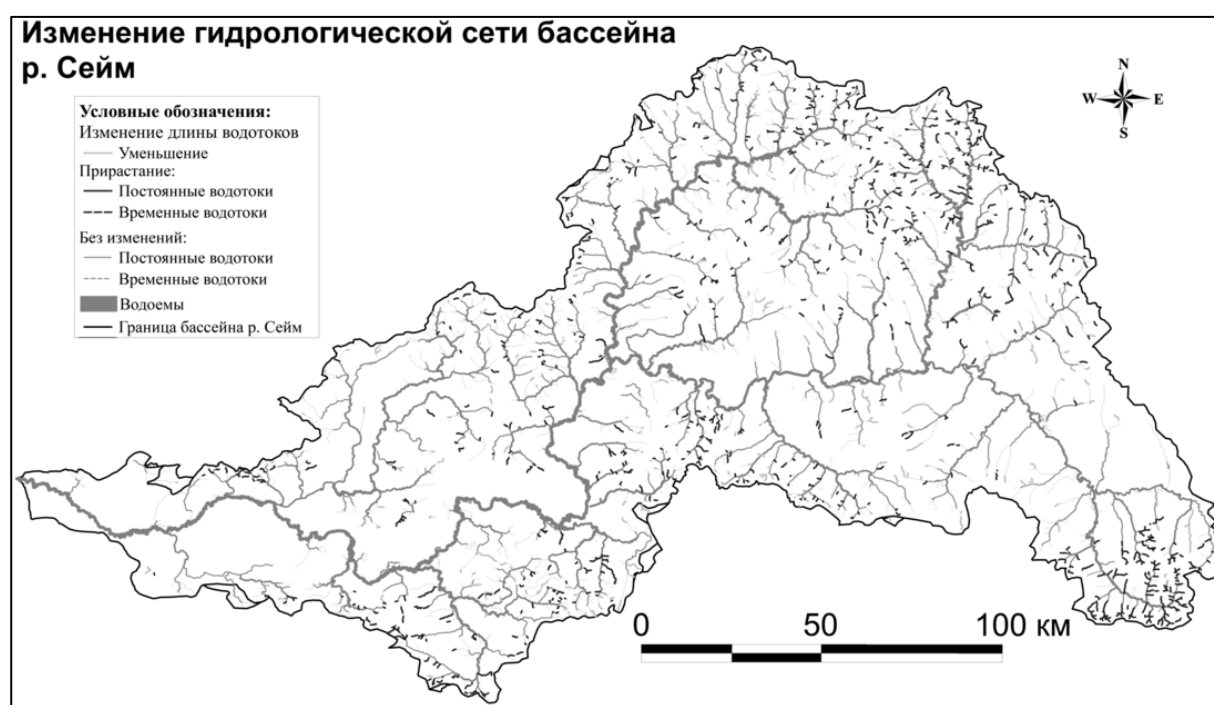 Изменение гидрологической сети бассейна
р. Сейм
Условные обозначения:
Изменение длины водотоков
Уменьшение
Прирастание:
Постоянные водотоки
Временные водотоки
Без изменений:
Постоянные водотоки
Временные водотоки
Водоемы
Граница бассейна р. Сейм
N
W E
S
0 50 100 км